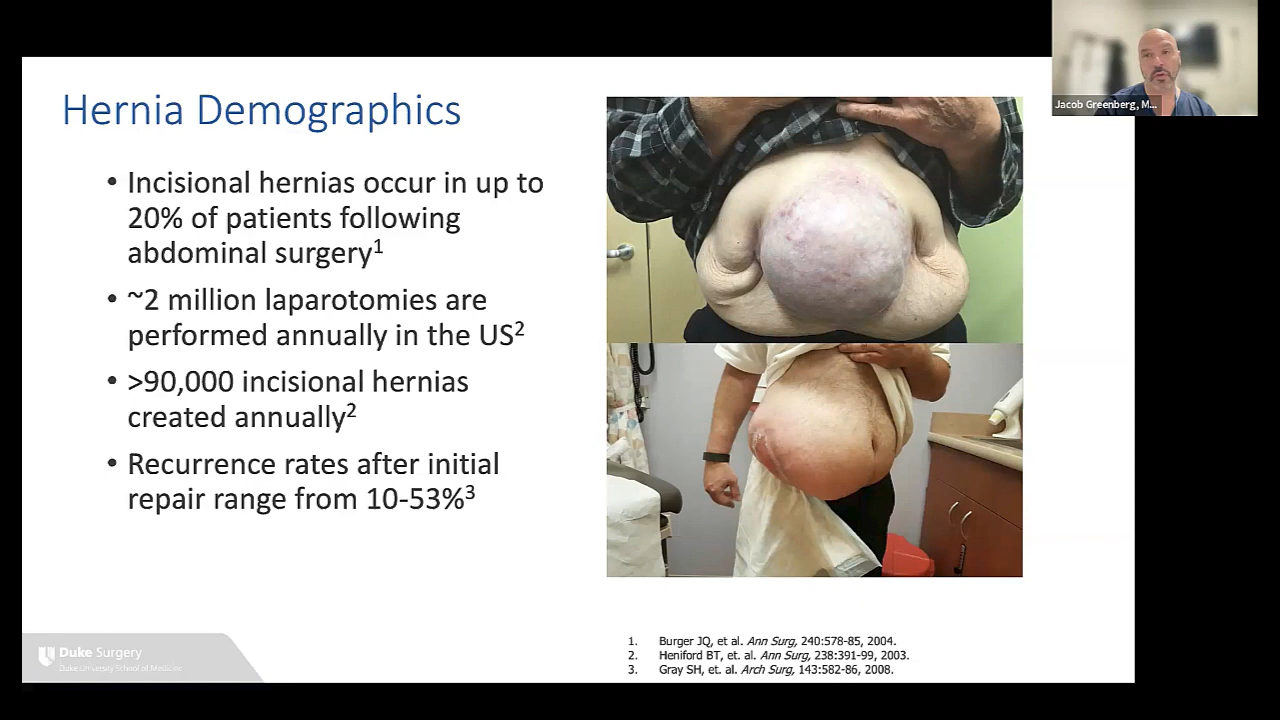 Jacob Greenberg, M...
Hernia Demographics
• Incisional hernias occur in up to
20% of patients following
abdominal surgery1
• ~2 million laparotomies are
performed annually in the US2
• >90,000 incisional hernias
created annually2
• Recurrence rates after initial
repair range from 10-53%3
1. Burger JQ, et al. Ann Surg, 240:578-85, 2004.
2. Heniford BT, et. al. Ann Surg, 238:391-99, 2003.
3. Gray SH, et. al. Arch Surg, 143:582-86, 2008.
Duke Surgery
Duke University School of Medicine